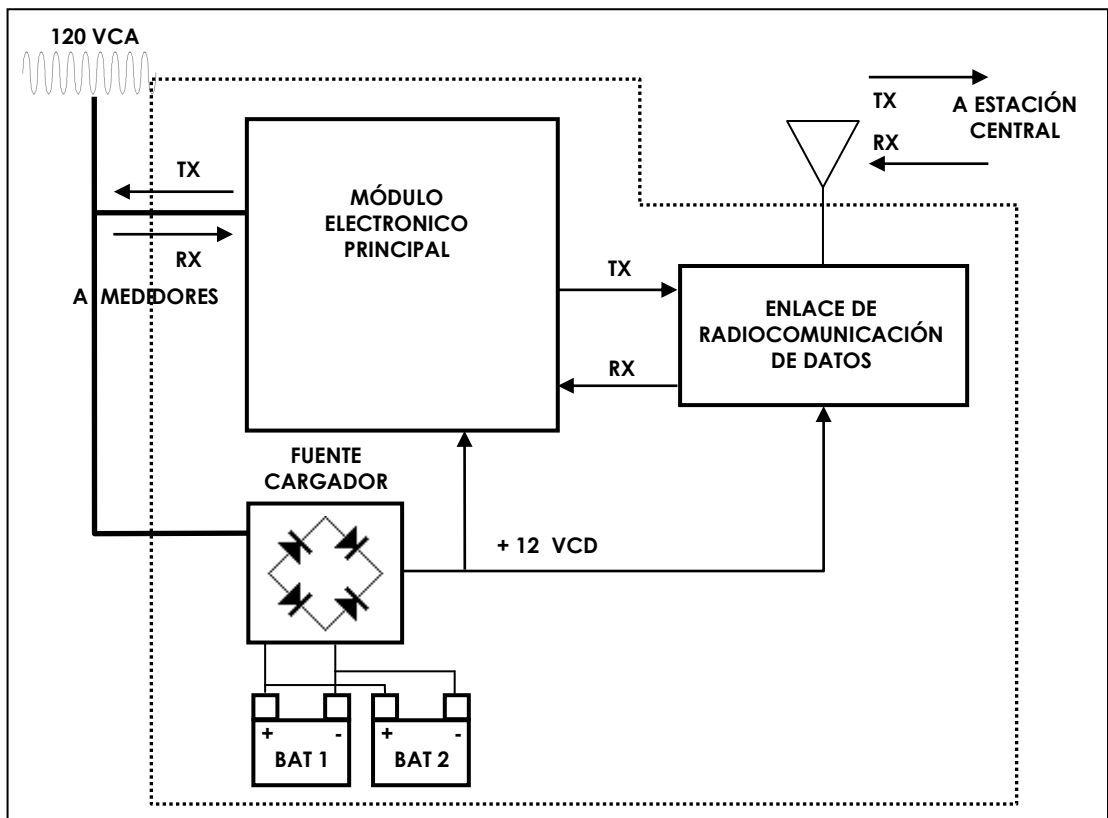 120 VCA
TX
A ESTACIÓN
CENTRAL
RX
TX
RX
A MEDIDORES
MÓDULO
ELECTRONICO
PRINCIPAL
TX
RX
ENLACE DE
RADIOCOMUNICACIÓN
DE DATOS
FUENTE
CARGADOR
+ 12 VCD
+ -
BAT 1
+ -
BAT 2